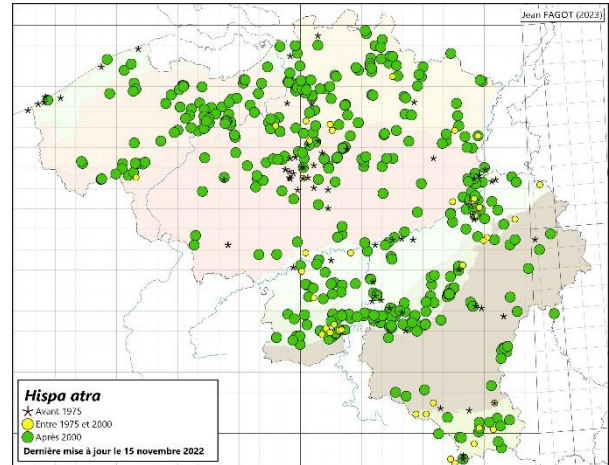 Jean FAGOT (2023)
Hispa atra
Avant 1975
Entre 1975 et 2000
Après 2000
Dernière mise à jour le 15 novembre 2022